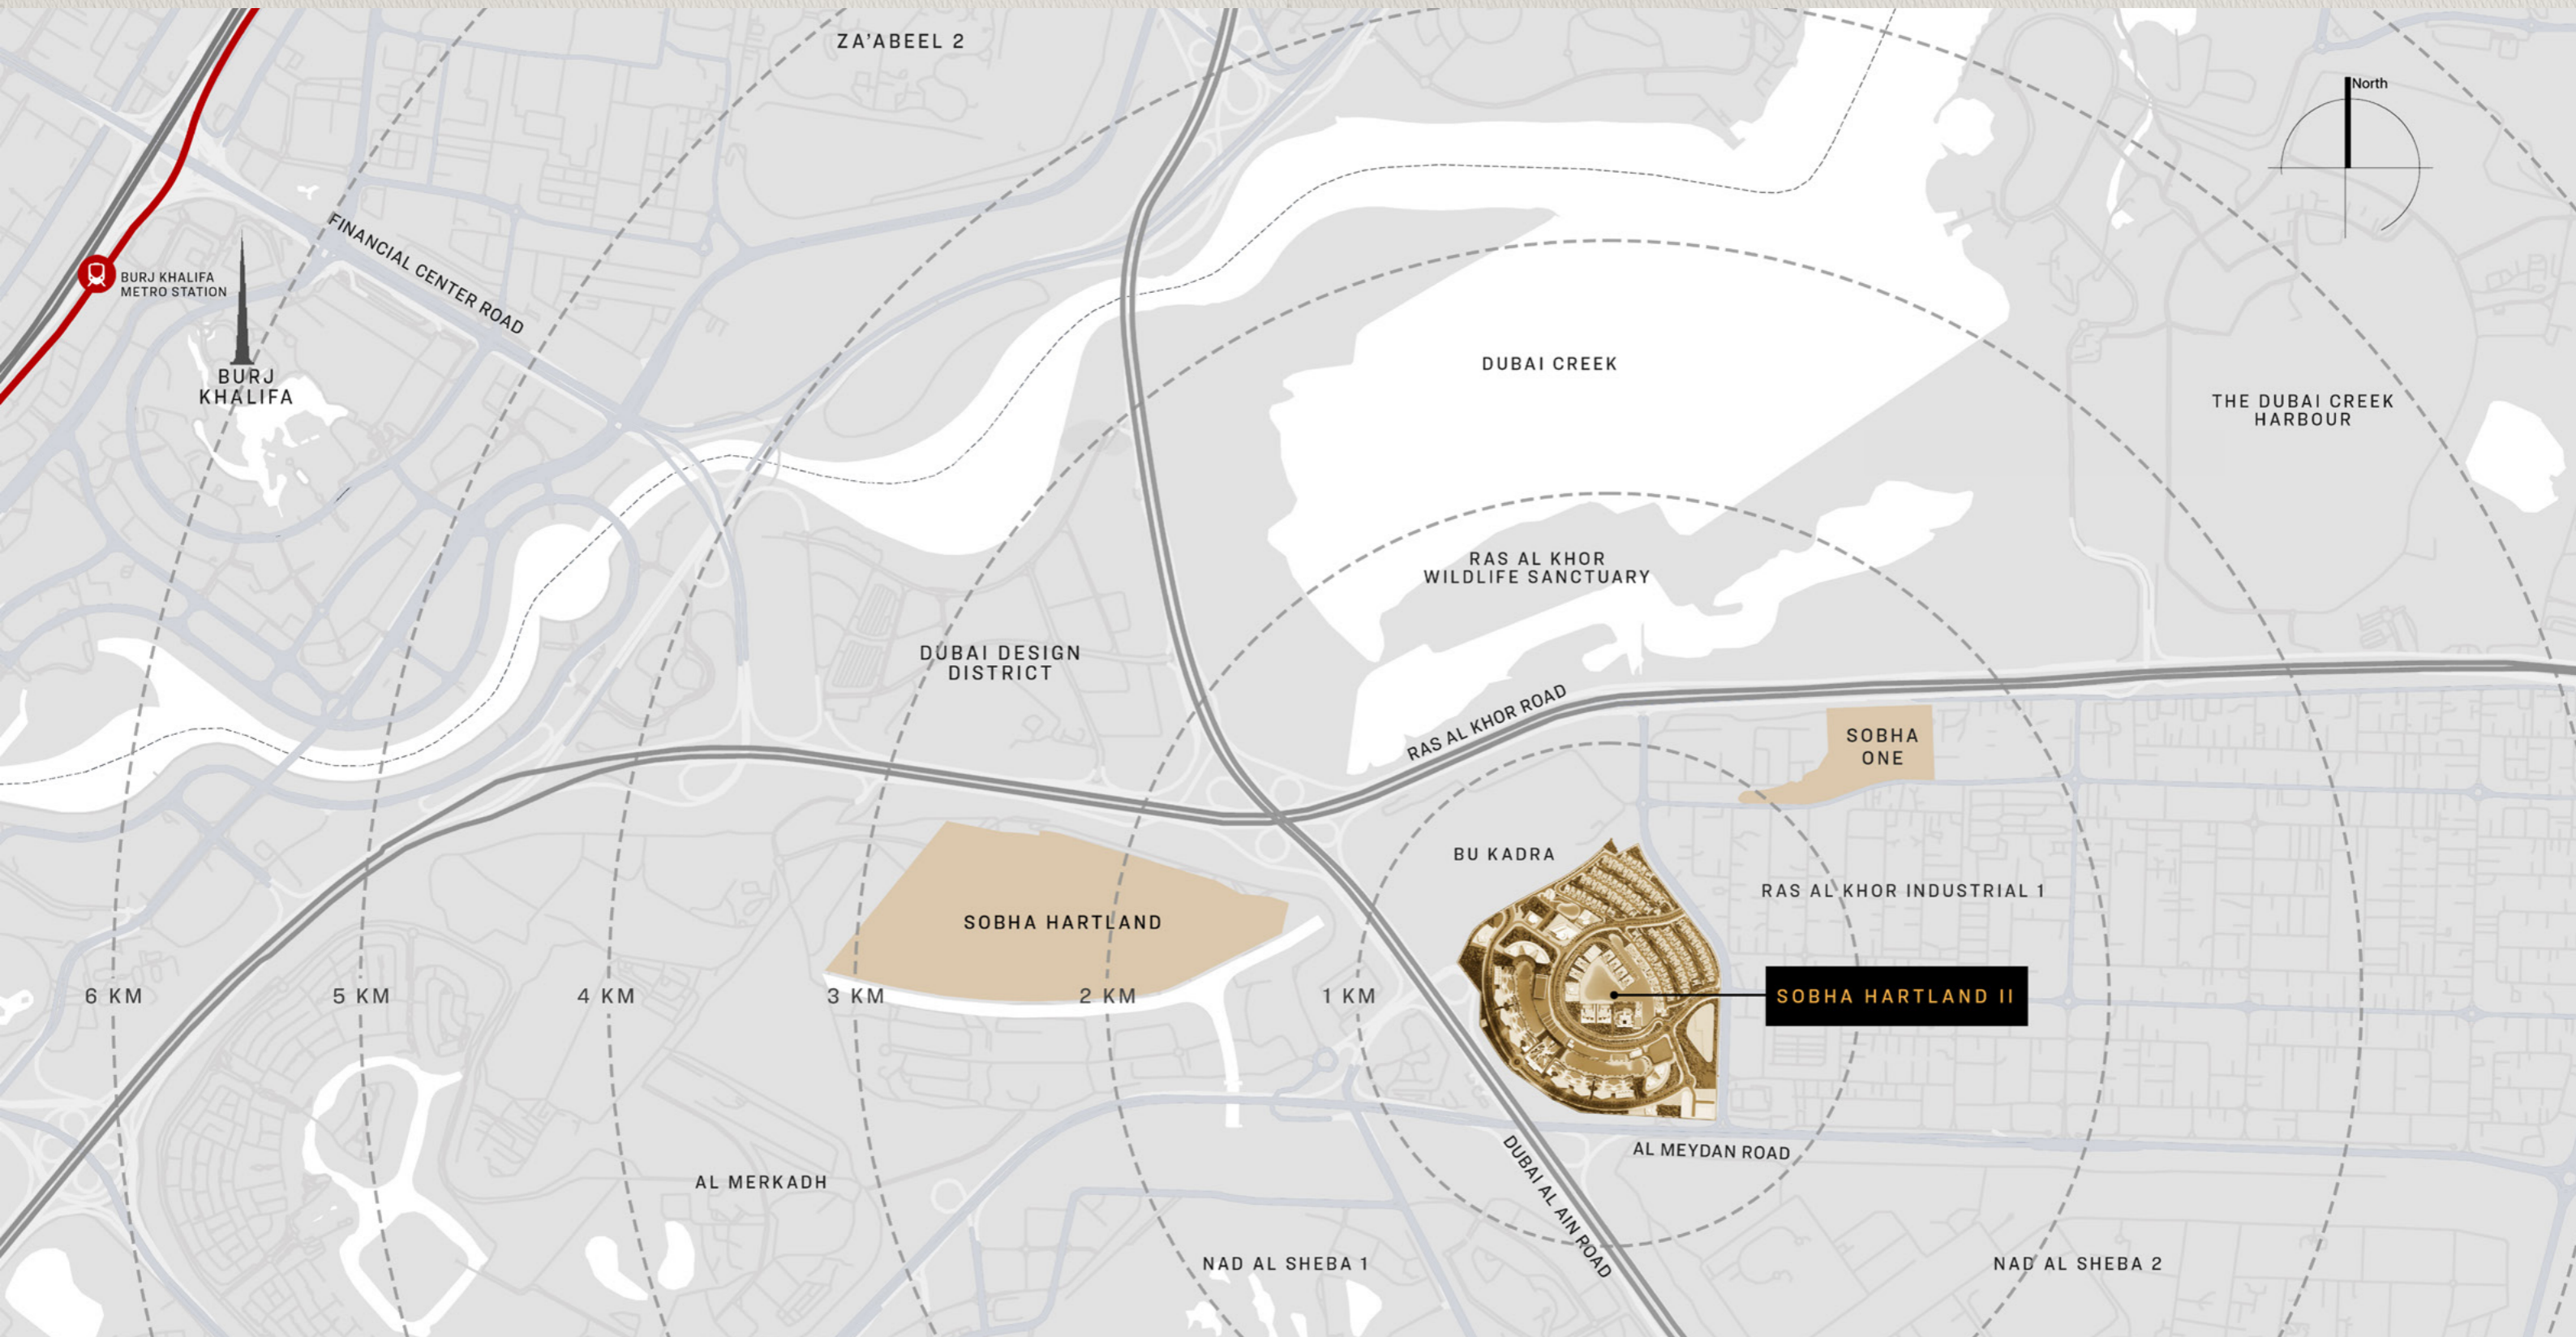 ZA'ABEEL 2
North
FINANCIAL CENTER ROAD
BURJ KHALIFA
METRO STATION
BURJ
KHALIFA
DUBAI CREEK
THE DUBAI CREEK
HARBOUR
RAS AL KHOR
WILDLIFE SANCTUARY
DUBAI DESIGN
DISTRICT
RAS AL KHOR ROAD
SOBHA
ONE
BU KADRA
RAS AL KHOR INDUSTRIAL 1
SOBHA HARTLAND
6 KM
5 KM
4 KM
3 KM
2 KM
1 KM
SOBHA HARTLAND II
AL MEYDAN ROAD
DUBAI AL AIN ROAD
AL MERKADH
NAD AL SHEBA 1
NAD AL SHEBA 2